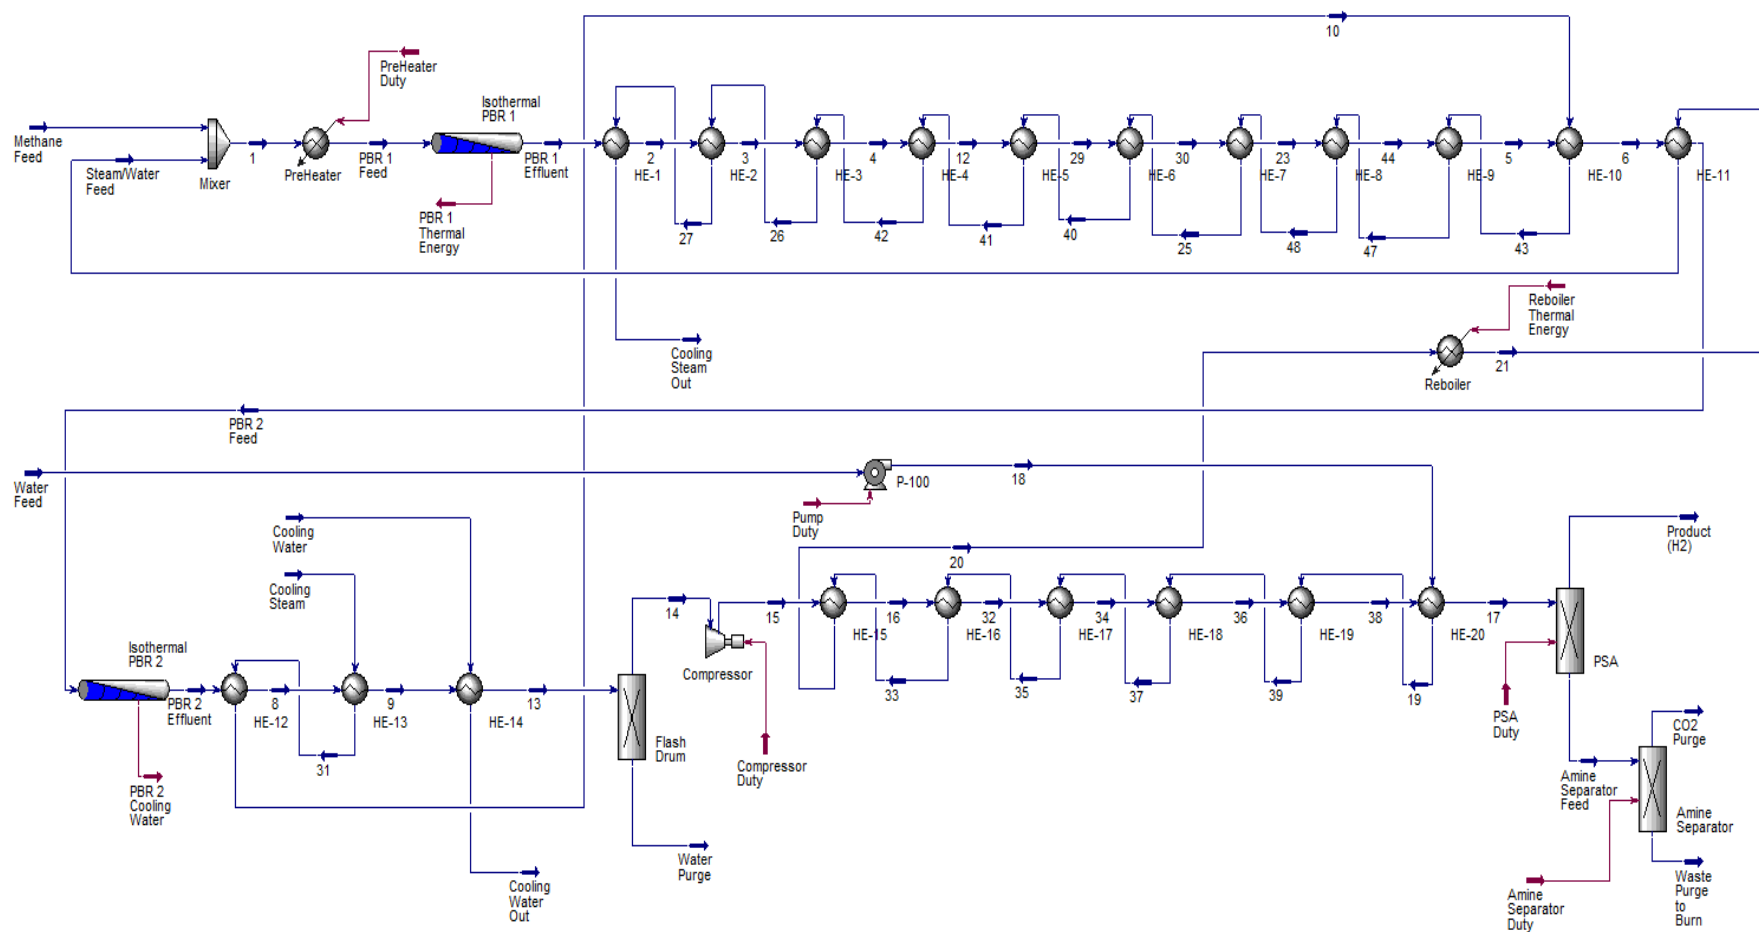 10
PreHeater
Duty
Isothermal
PBR 1
Methane
Feed
Steam/Water
Feed
1
Mixer
PreHeater
PBR 1
Feed
PBR 1
Effluent
PBR 1
Thermal
Energy
2
HE-1
3
HE-2
4
HE-3
12
HE-4
29
HE-5
30
HE-6
23
HE-7
44
HE-8
5
HE-9
HE-10
6
HE-11
27
26
42
41
40
25
48
47
43
Cooling
Steam
Out
Reboiler
Thermal
Energy
Reboiler
21
PBR 2
Feed
Water
Feed
P-100
18
Pump
Duty
Cooling
Water
Cooling
Steam
20
Product
(H2)
14
15
Compressor
16
HE-15
32
HE-16
34
HE-17
36
HE-18
38
HE-19
17
HE-20
PSA
33
35
37
39
19
PSA
Duty
Isothermal
PBR 2
PBR 2
Effluent
8
HE-12
9
HE-13
HE-14
13
31
Flash
Drum
Compressor
Duty
PBR 2
Cooling
Water
CO2
Purge
Amine
Separator
Feed
Amine
Separator
Water
Purge
Cooling
Water
Out
Amine
Separator
Duty
Waste
Purge
to
Burn